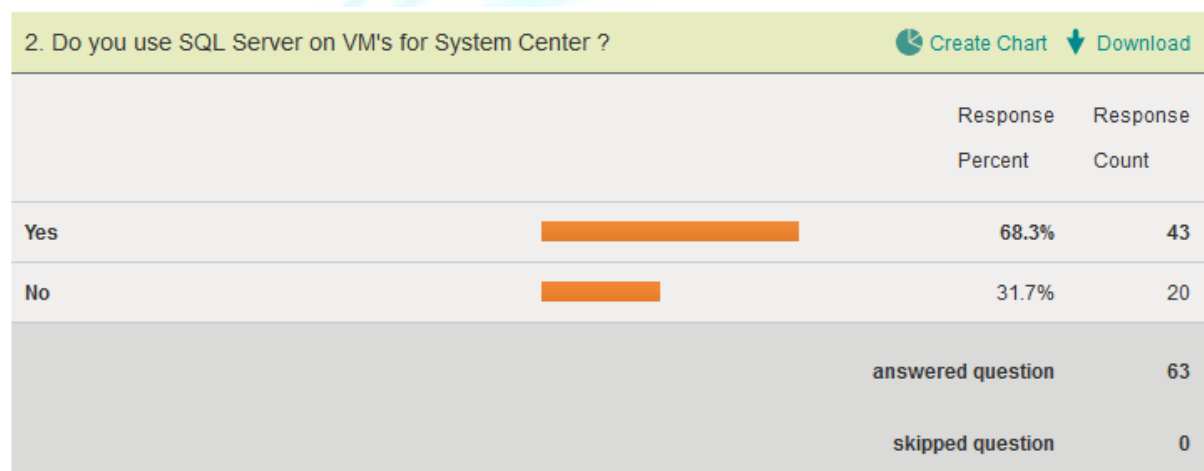 2. Do you use SQL Server on VM's for System Center ? Create Chart Download
Response Response
Percent Count
Yes 68.3% 43
No 31.7% 20
answered question 63
skipped question 0